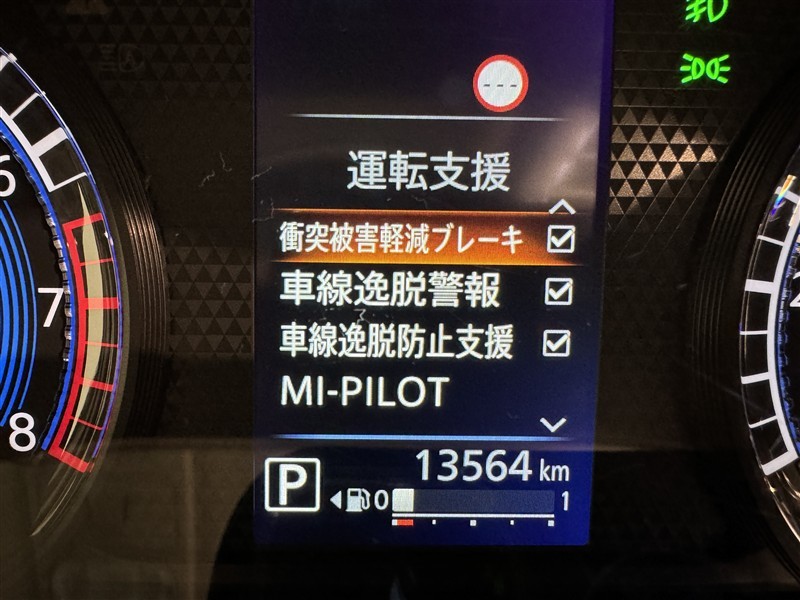 ---
運転支援
衝突被害軽減ブレーキ
車線逸脱警報
車線逸脱防止支援
MI-PILOT
13564 km
P 0 1
6
7
8